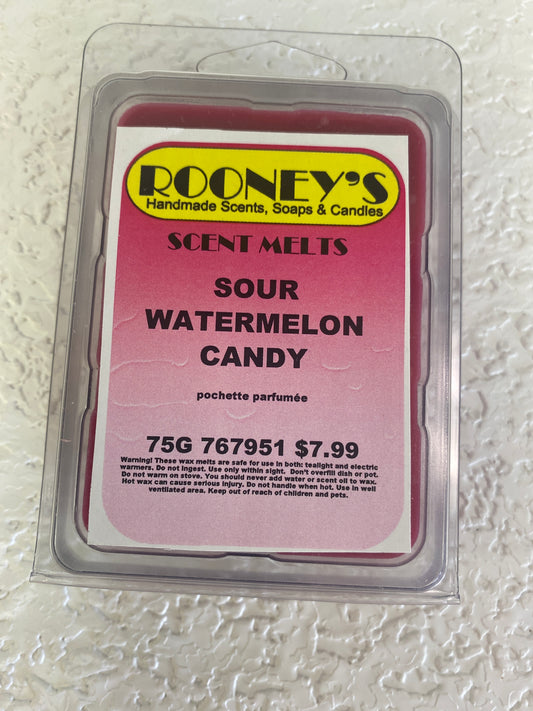 ROONEY'S
Handmade Scents, Soaps & Candles
SCENT MELTS
SOUR
WATERMELON
CANDY
pochette parfumée
75G 767951 $7.99
Warning! These wax melts are safe for use in both: tealight and electric
warmers. Do not ingest. Use only within sight. Don't overfill dish or pot.
Do not warm on stove. You should never add water or scent oil to wax.
Hot wax can cause serious injury. Do not handle when hot. Use in well
ventilated area. Keep out of reach of children and pets.